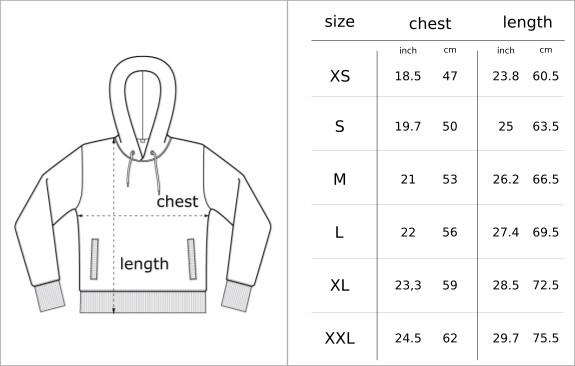 chest
length
size chest length
inch cm inch cm
XS 18.5 47 23.8 60.5
S 19.7 50 25 63.5
M 21 53 26.2 66.5
L 22 56 27.4 69.5
XL 23,3 59 28.5 72.5
XXL 24.5 62 29.7 75.5